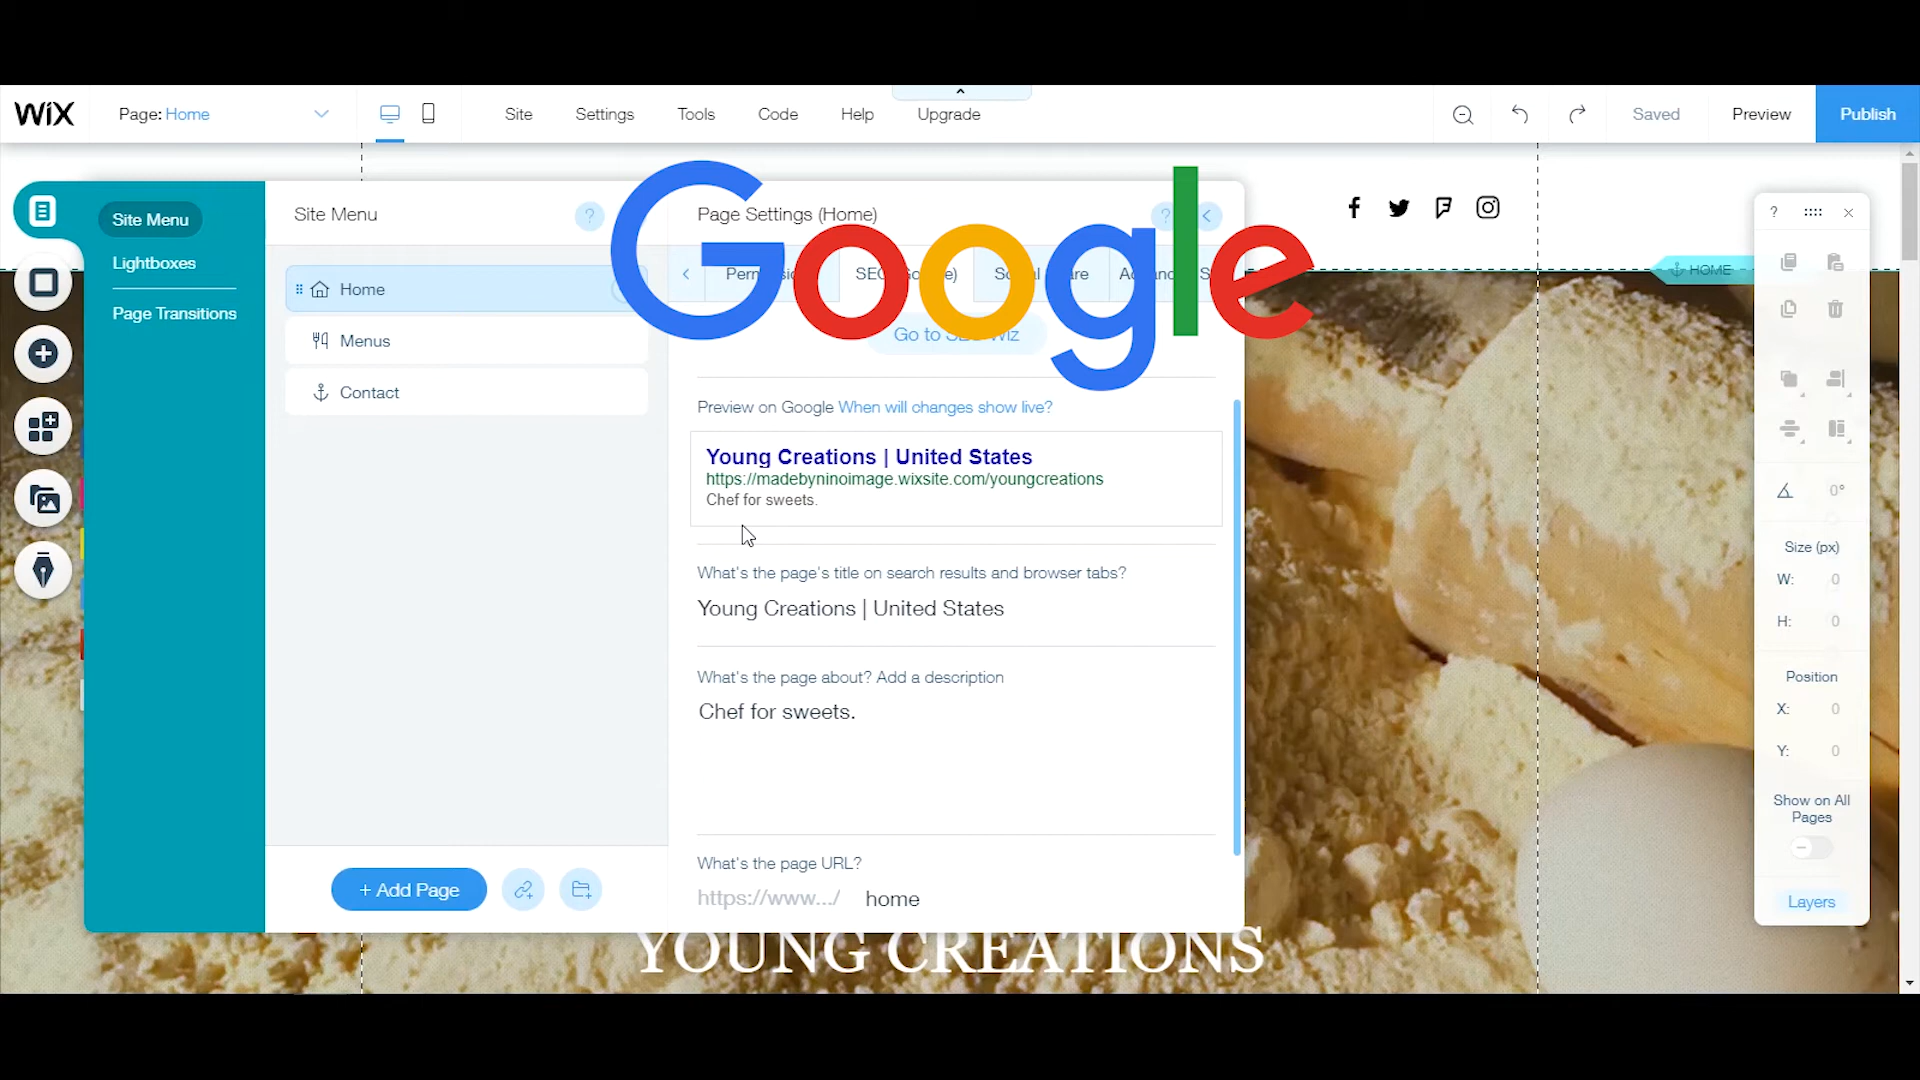 WiX
Page: Home
Site
Settings
Tools
Code
Help
Upgrade
Saved
Preview
Publish
Google
Site Menu
Lightboxes
Page Transitions
Site Menu
?
Home
Menus
Contact
+ Add Page
Page Settings (Home)
?
Go to SEO Wiz
Preview on Google When will changes show live?
Young Creations | United States
https://madebyninoimage.wixsite.com/youngcreations
Chef for sweets.
What's the page's title on search results and browser tabs?
Young Creations | United States
What's the page about? Add a description
Chef for sweets.
What's the page URL?
https://www.../ home
YOUNG CREATIONS
HOME
?
0°
Size (px)
W: 0
H: 0
Position
X: 0
Y: 0
Show on All
Pages
Layers